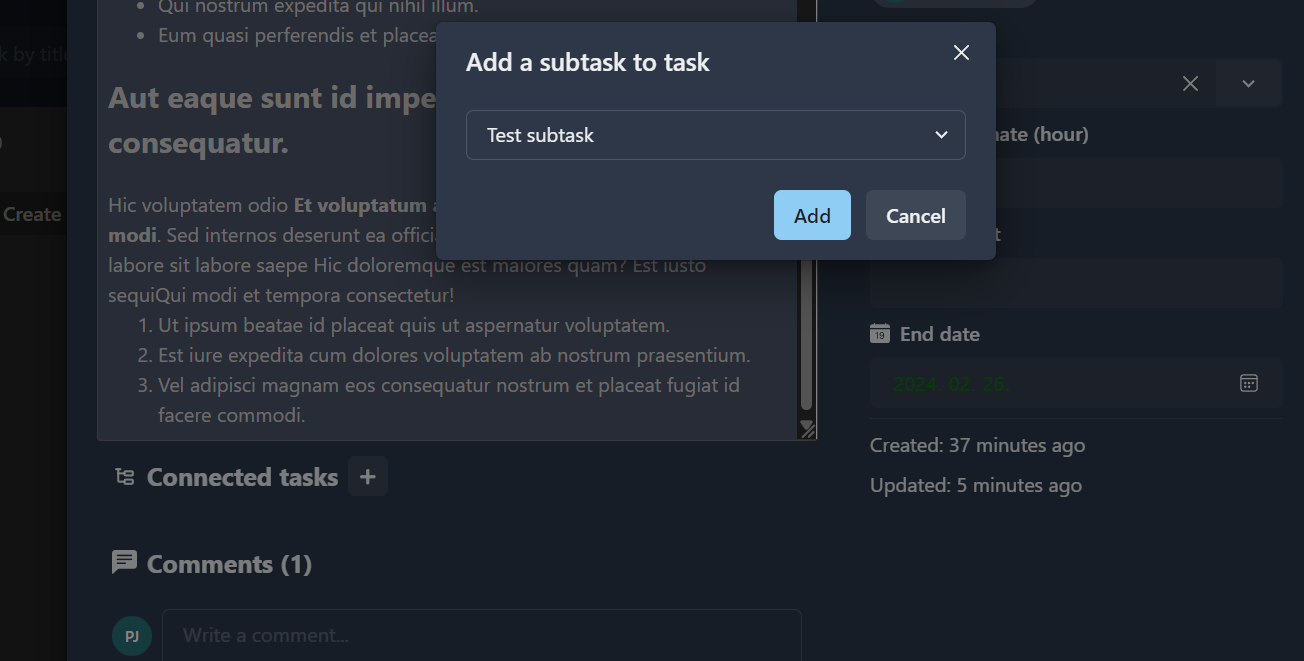 Qui nostrum expedita qui nihil illum.
Eum quasi perferendis et placea
k by title
Add a subtask to task
Aut eaque sunt id impe
consequatur.
Test subtask
ate (hour)
Hic voluptatem odio Et voluptatum
modi. Sed internos deserunt ea offici
labore sit labore saepe Hic doloremque est maiores quam? Est iusto
sequiQui modi et tempora consectetur!
Add
Cancel
Create
1. Ut ipsum beatae id placeat quis ut aspernatur voluptatem.
2. Est iure expedita cum dolores voluptatem ab nostrum praesentium.
3. Vel adipisci magnam eos consequatur nostrum et placeat fugiat id
facere commodi.
19 End date
2024. 02. 26.
Created: 37 minutes ago
Updated: 5 minutes ago
Connected tasks
Comments (1)
PJ
Write a comment...